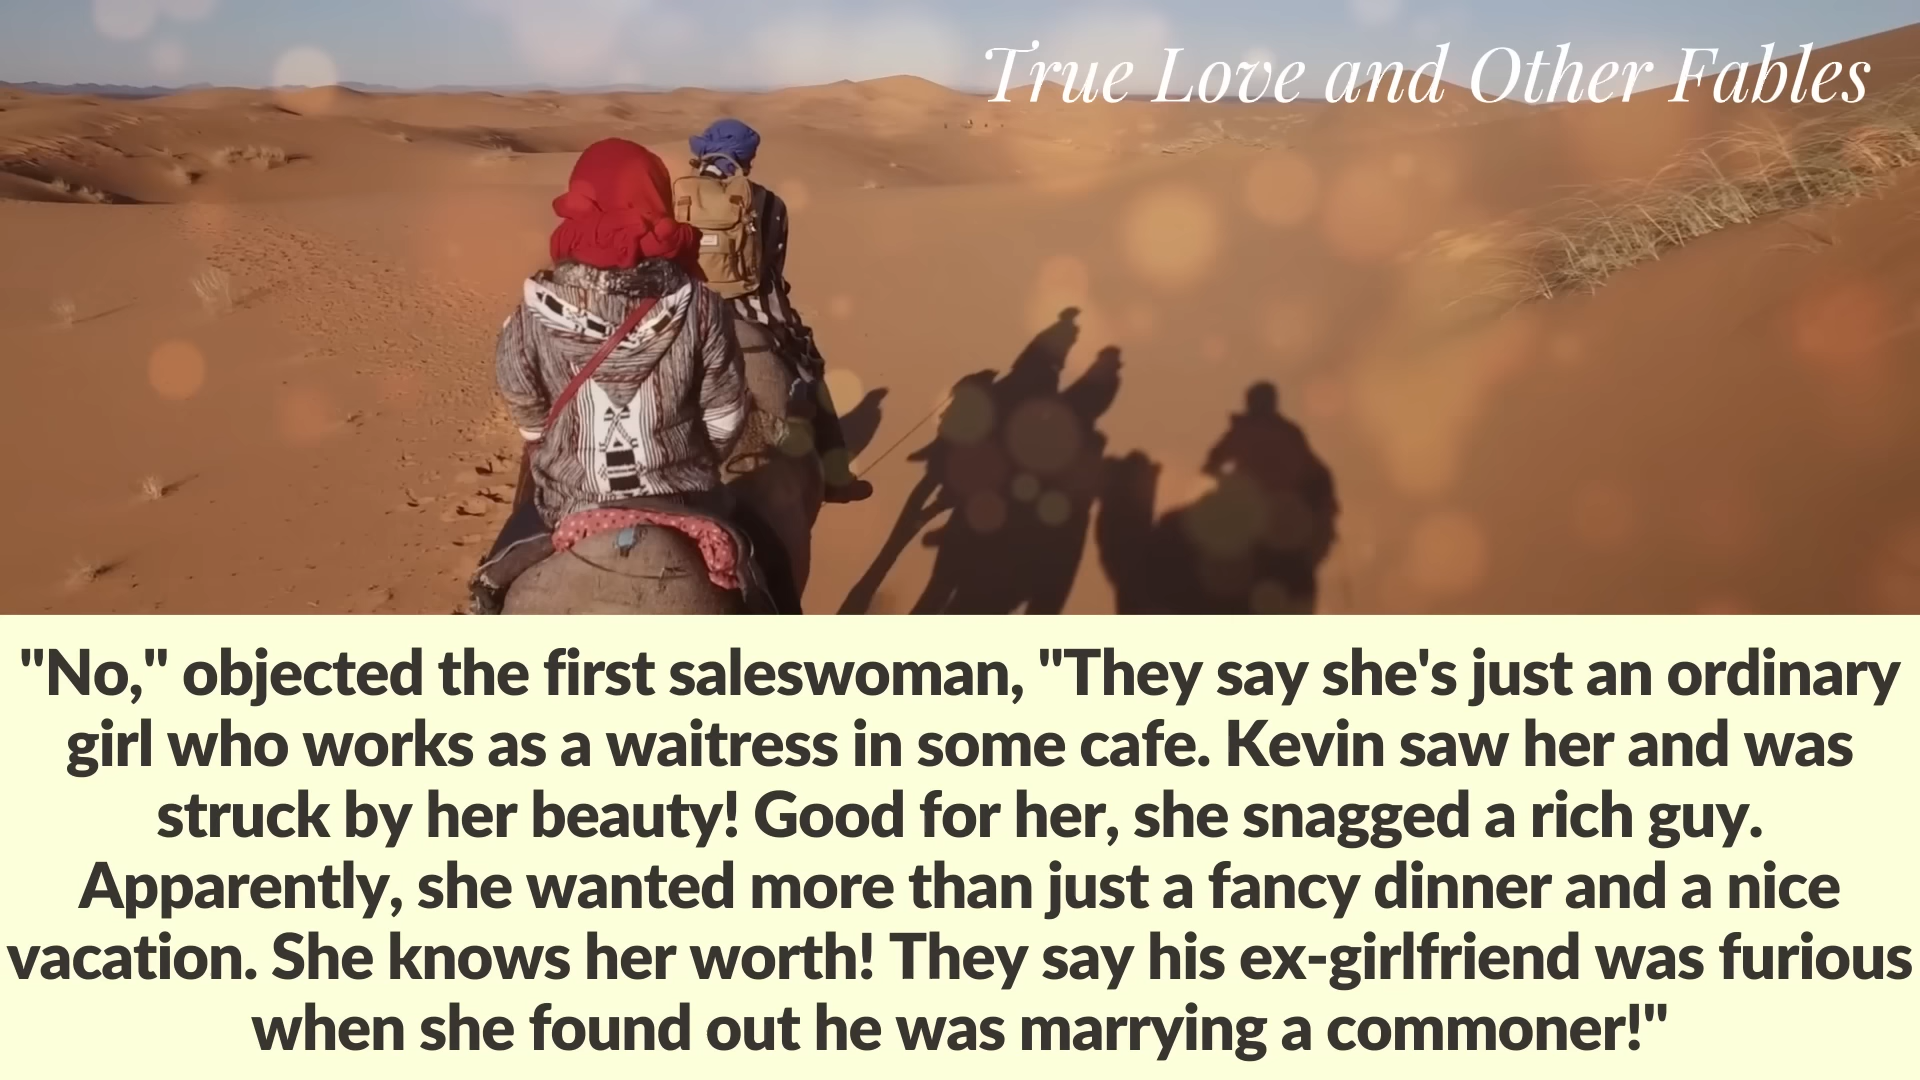 True Love and Other Fables
"No," objected the first saleswoman, "They say she's just an ordinary
girl who works as a waitress in some cafe. Kevin saw her and was
struck by her beauty! Good for her, she snagged a rich guy.
Apparently, she wanted more than just a fancy dinner and a nice
vacation. She knows her worth! They say his ex-girlfriend was furious
when she found out he was marrying a commoner!"